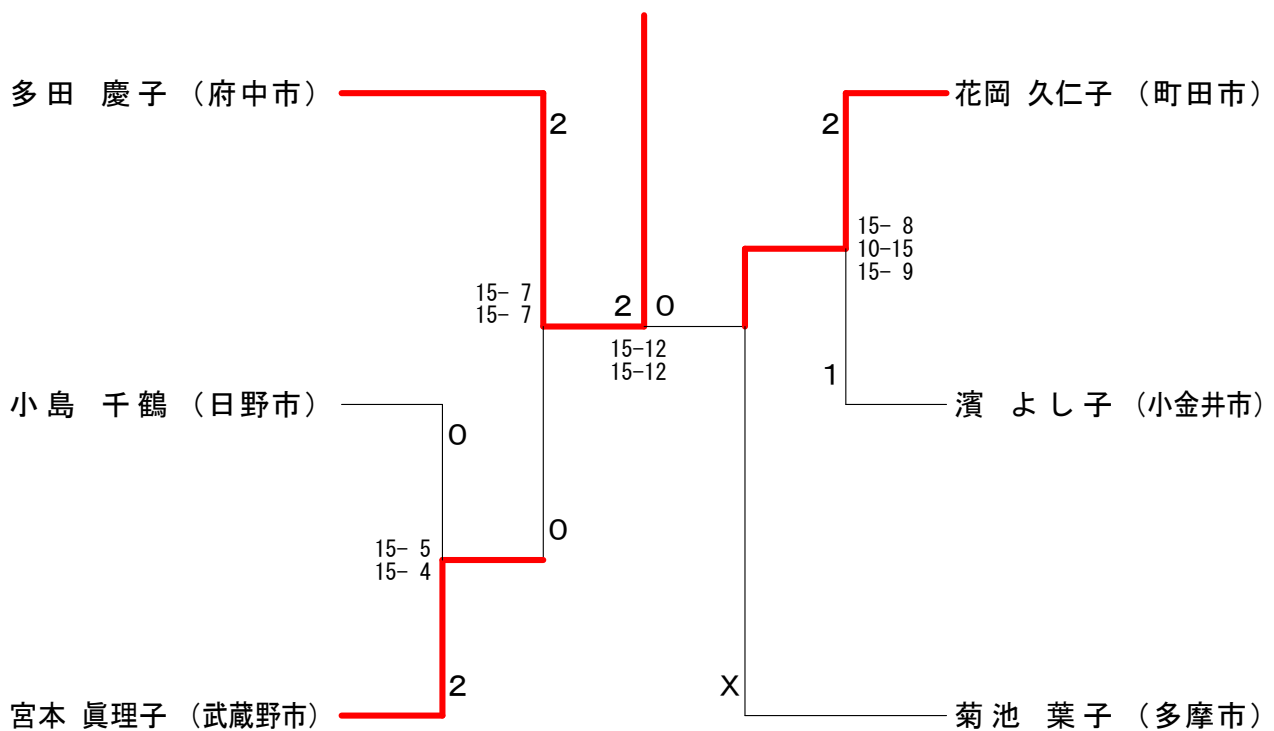 多田 慶子 (府中市)
花岡 久仁子 (町田市)
2
2
15- 8
10-15
15- 9
15- 7
15- 7
2 0
15-12
15-12
1
小島 千鶴 (日野市)
濱 よし子 (小金井市)
0
0
15- 5
15- 4
2
X
宮本 眞理子 (武蔵野市)
菊池 葉子 (多摩市)